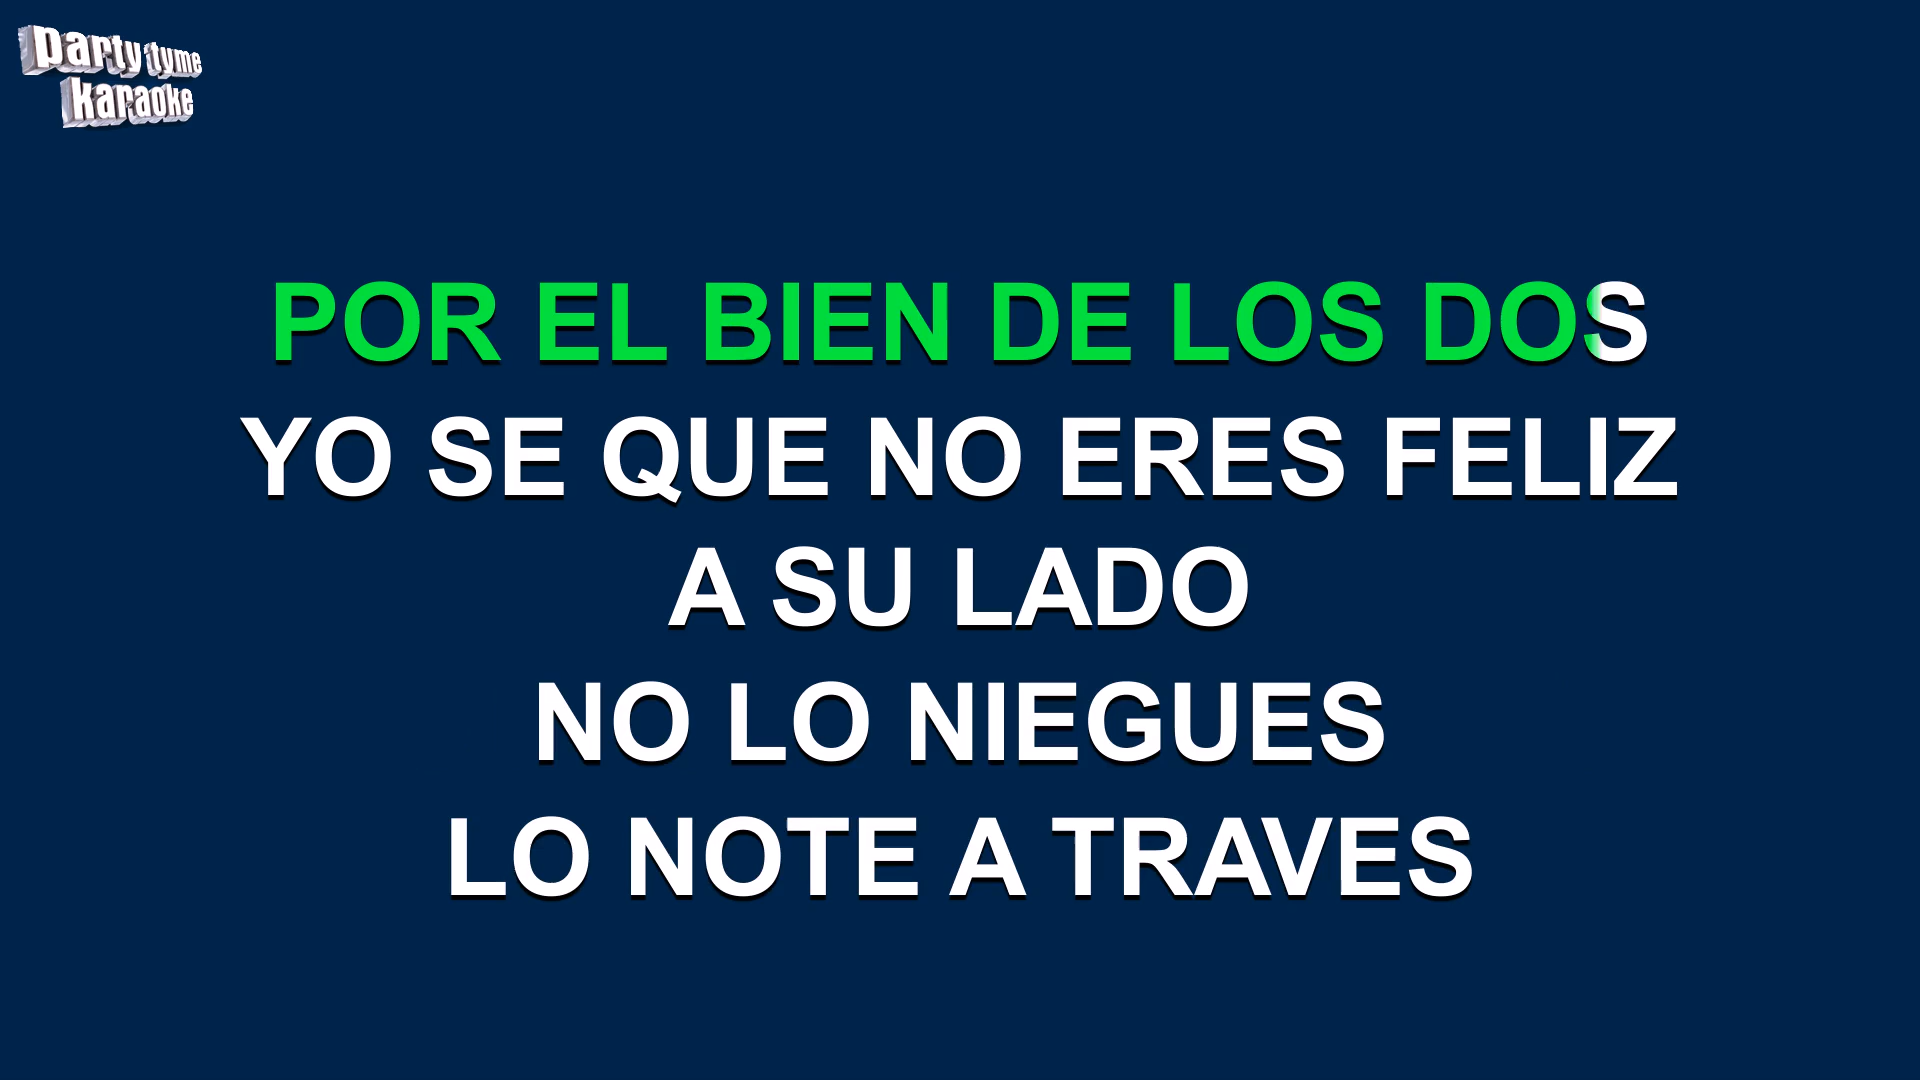 party tyme
karaoke
POR EL BIEN DE LOS DOS
YO SE QUE NO ERES FELIZ
A SU LADO
NO LO NIEGUES
LO NOTE A TRAVES